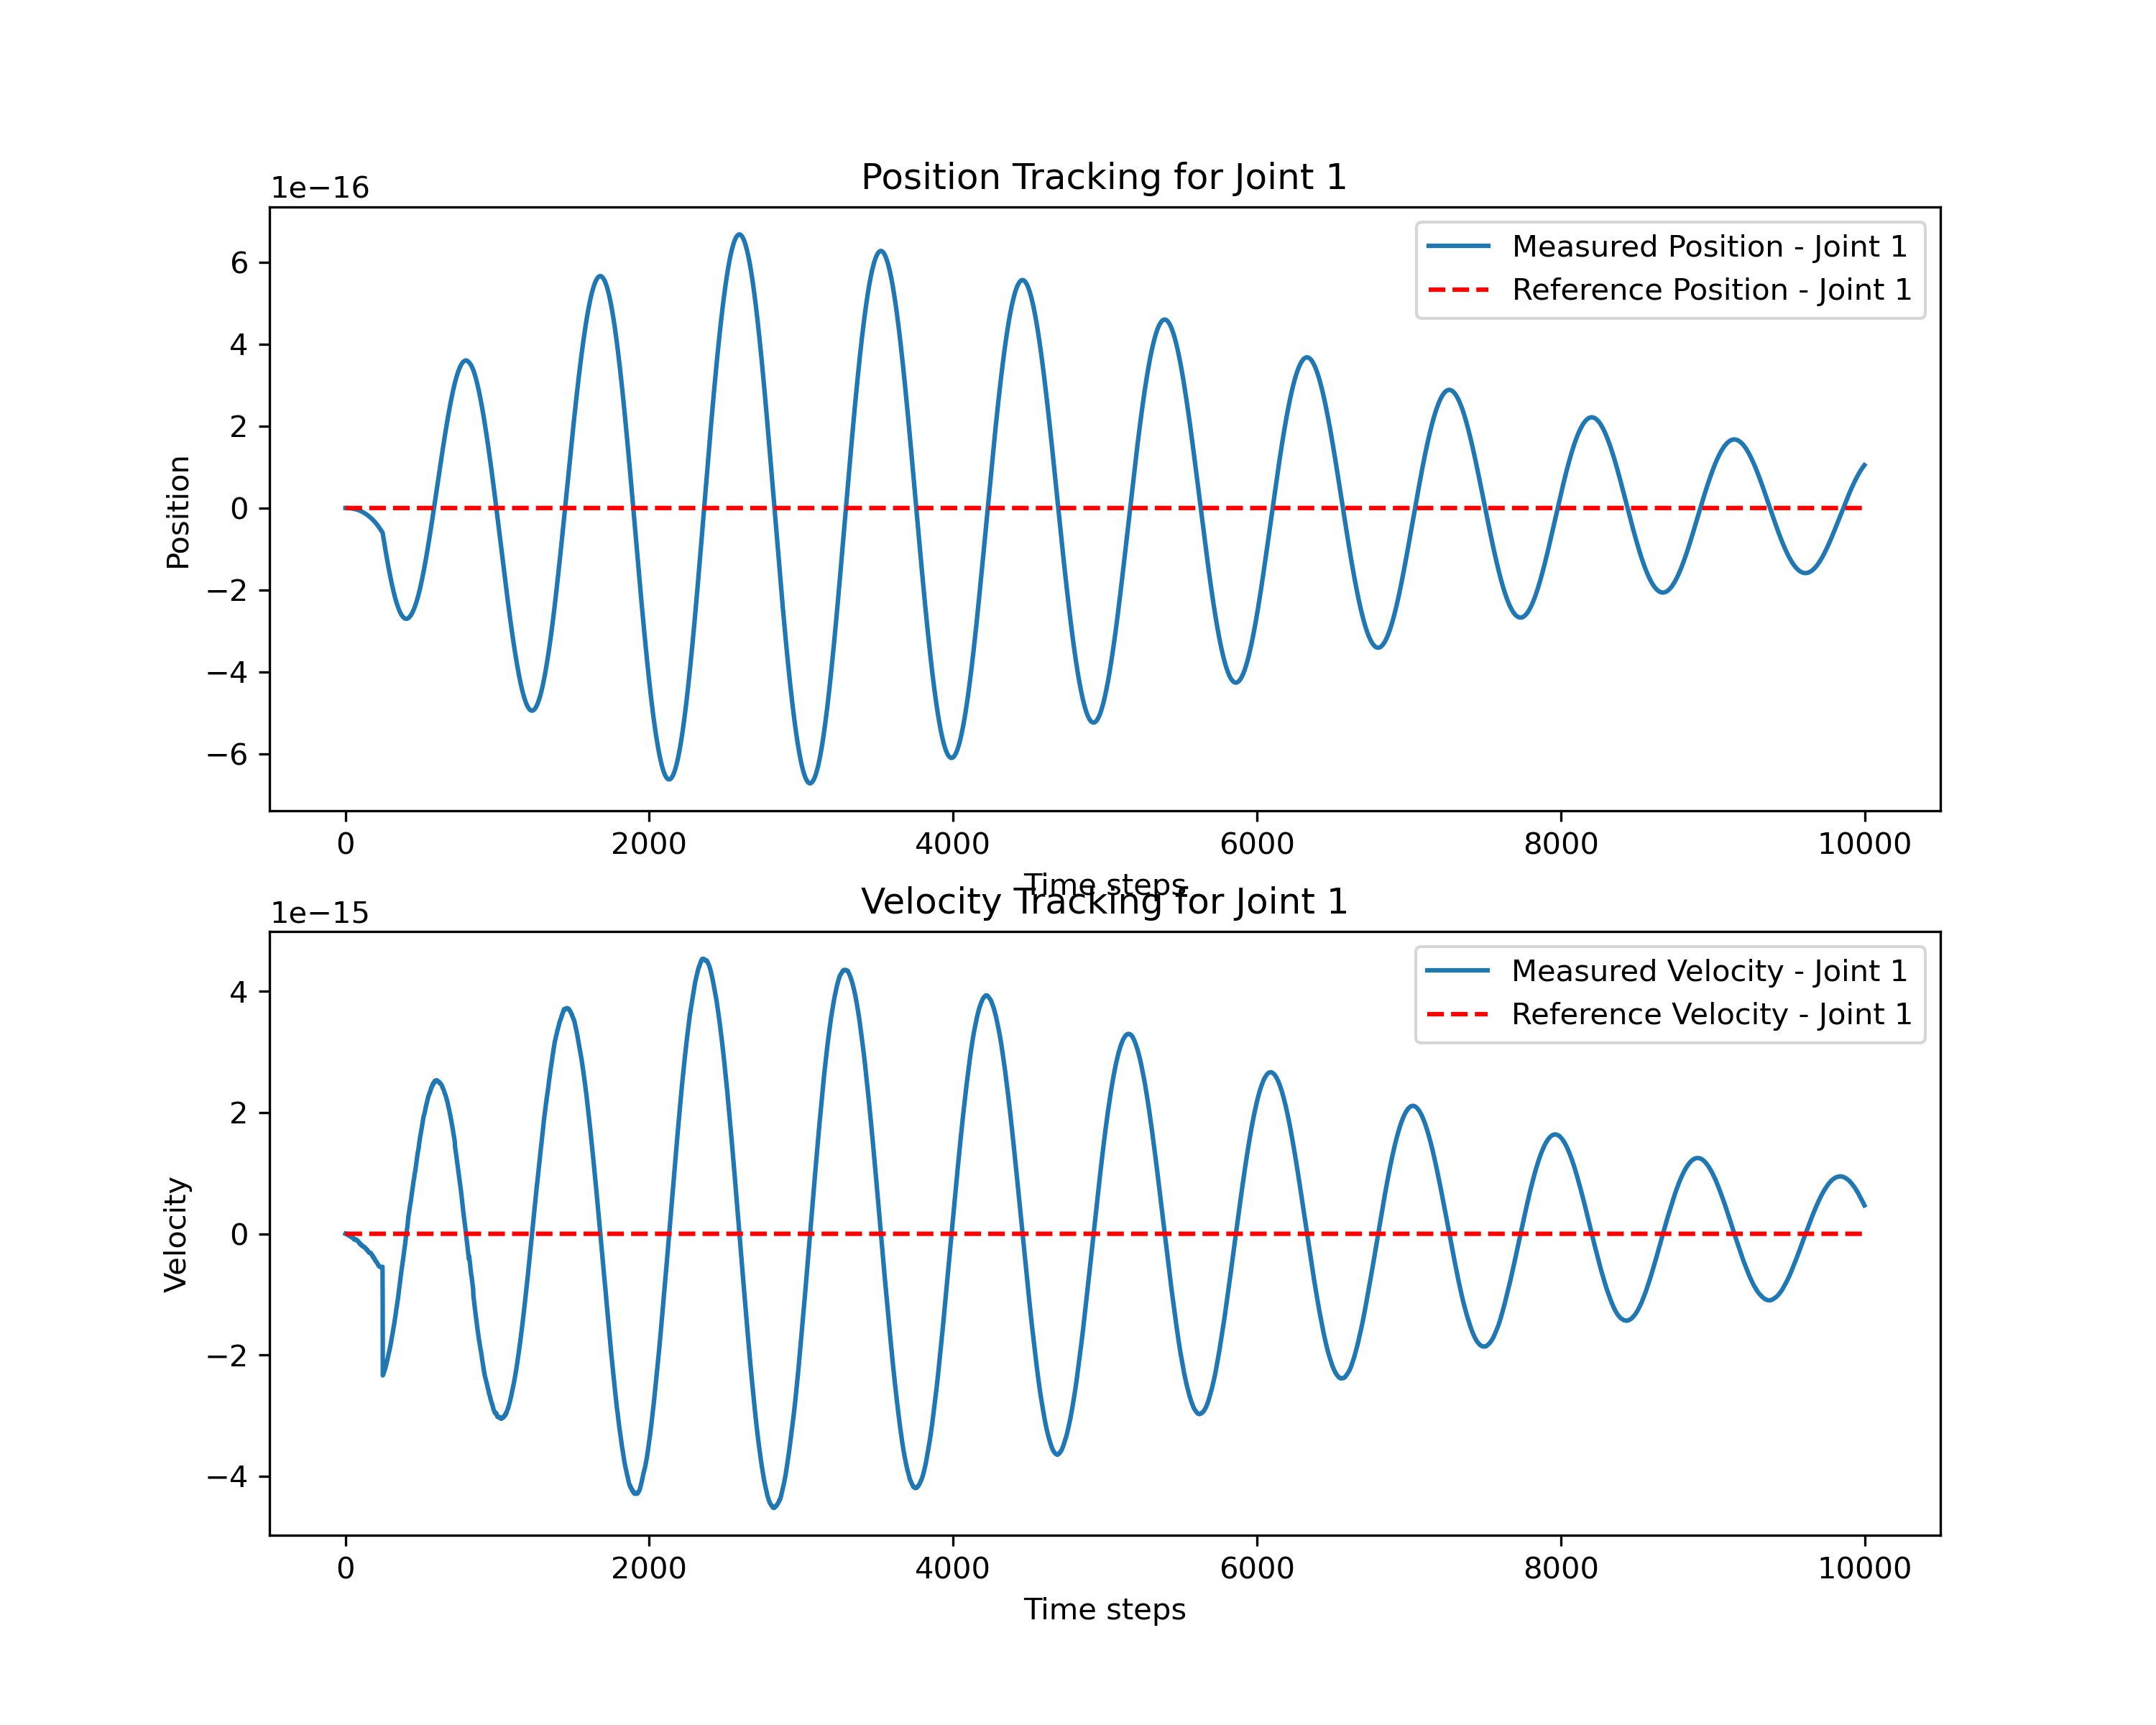 Position Tracking for Joint 1
1e−16
Measured Position - Joint 1
Reference Position - Joint 1
Position
6
4
2
0
−2
−4
−6
0 2000 4000 6000 8000 10000
Time steps
Velocity Tracking for Joint 1
1e−15
Measured Velocity - Joint 1
Reference Velocity - Joint 1
Velocity
4
2
0
−2
−4
0 2000 4000 6000 8000 10000
Time steps